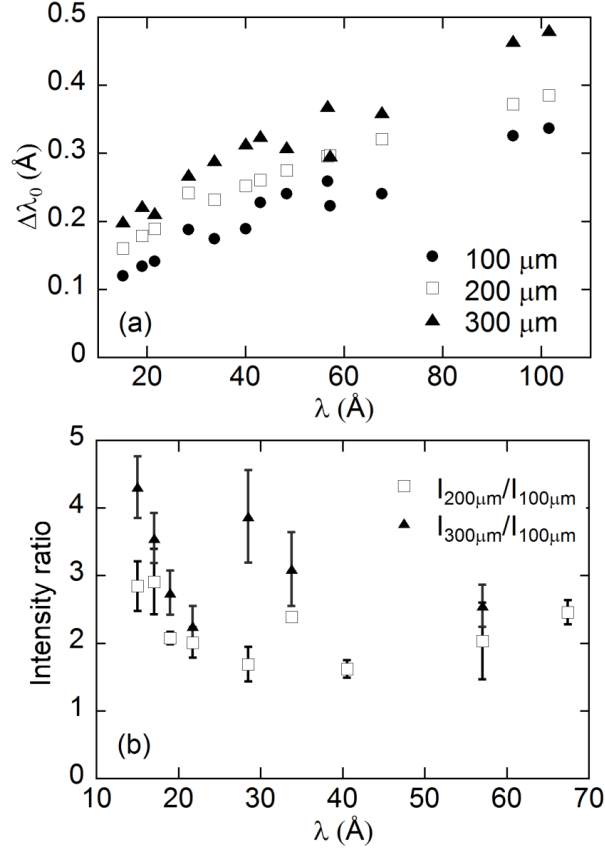 0.5
0.4
0.3
0.2
0.1
0
Δλ₀ (Å)
100 μm
200 μm
300 μm
(a)
20 40 60 80 100
λ (Å)
5
4
3
2
1
0
Intensity ratio
I₂₀₀μm/I₁₀₀μm
I₃₀₀μm/I₁₀₀μm
(b)
10 20 30 40 50 60 70
λ (Å)